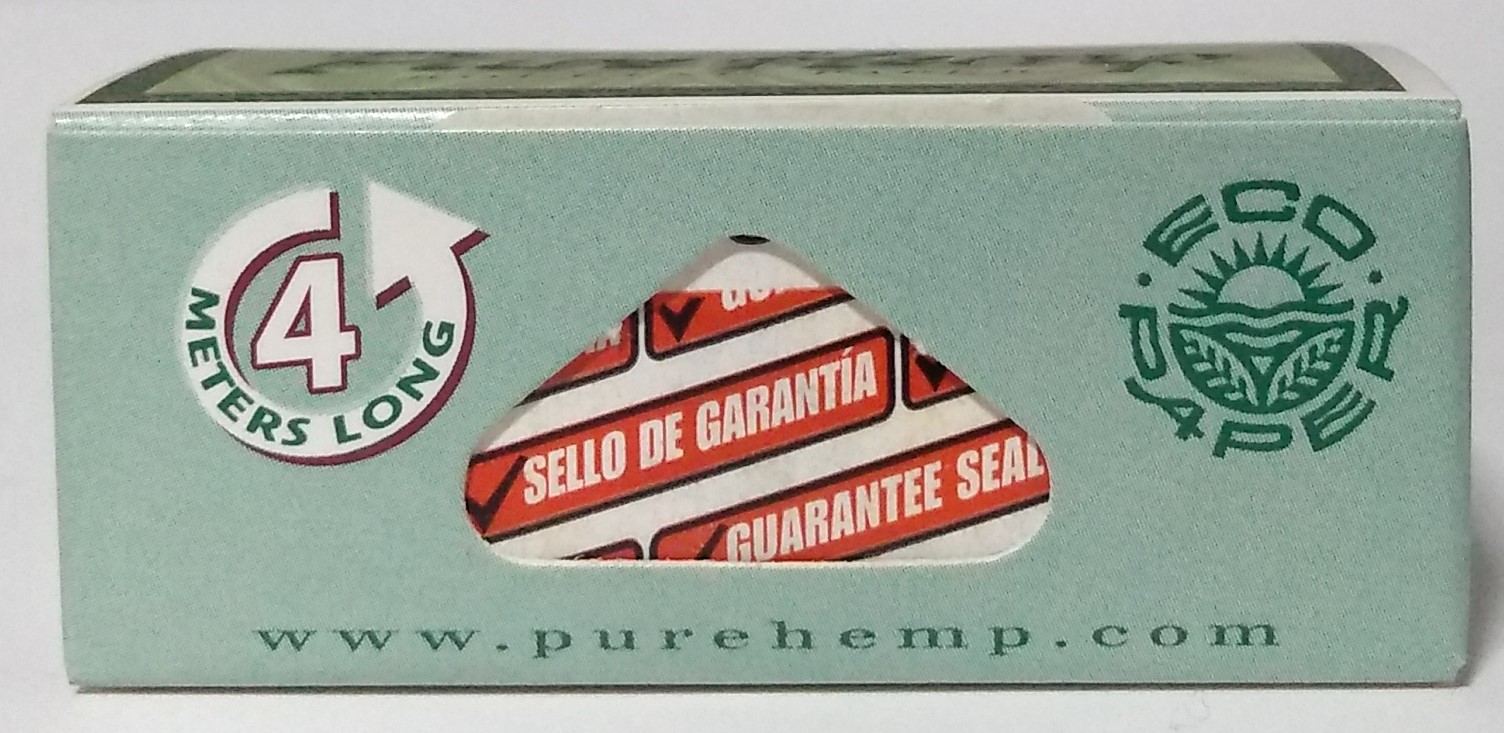 4
METERS LONG
ECO
PAPER
SELLO DE GARANTÍA
GUARANTEE SEAL
www.purehemp.com